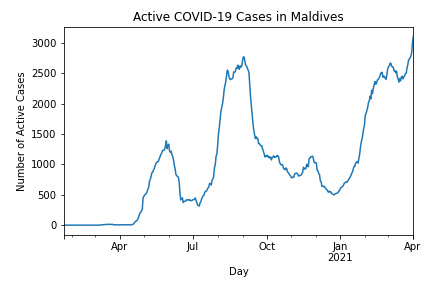 Active COVID-19 Cases in Maldives
Number of Active Cases
3000
2500
2000
1500
1000
500
0
Apr
Jul
Oct
Jan
2021
Apr
Day